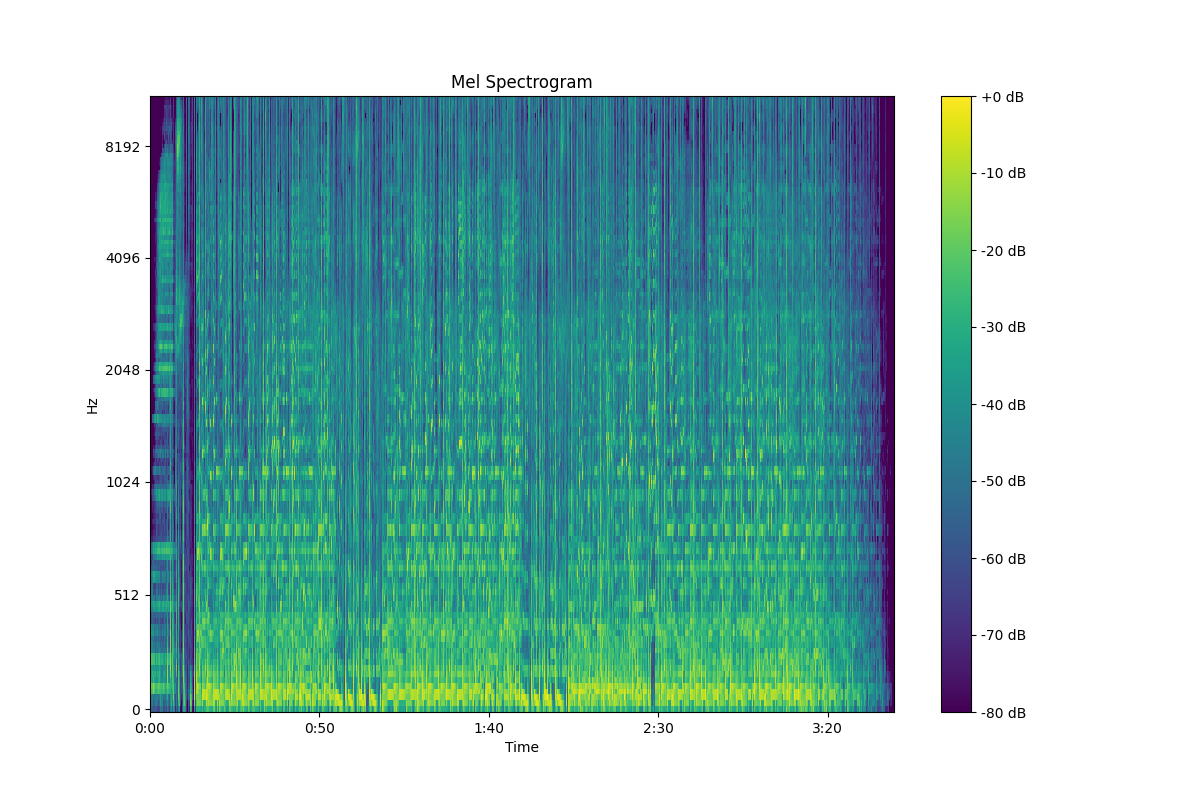 Mel Spectrogram
Hz
8192
4096
2048
1024
512
0
0:00
0:50
1:40
2:30
3:20
Time
+0 dB
-10 dB
-20 dB
-30 dB
-40 dB
-50 dB
-60 dB
-70 dB
-80 dB